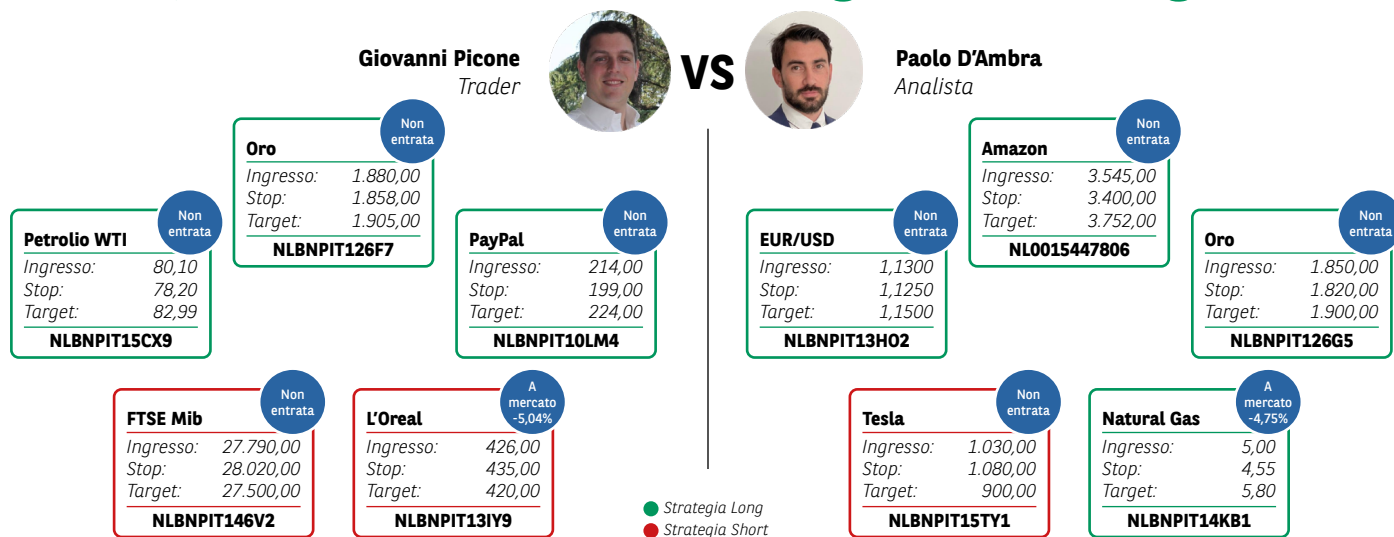 Giovanni Picone
Trader
VS
Paolo D'Ambra
Analista
Non
entrata
Oro
Ingresso: 1.880,00
Stop: 1.858,00
Target: 1.905,00
NLBNPIT126F7
Non
entrata
Petrolio WTI
Ingresso: 80,10
Stop: 78,20
Target: 82,99
NLBNPIT15CX9
Non
entrata
PayPal
Ingresso: 214,00
Stop: 199,00
Target: 224,00
NLBNPIT10LM4
Non
entrata
FTSE Mib
Ingresso: 27.790,00
Stop: 28.020,00
Target: 27.500,00
NLBNPIT146V2
A
mercato
-5,04%
L'Oreal
Ingresso: 426,00
Stop: 435,00
Target: 420,00
NLBNPIT13IY9
Non
entrata
Amazon
Ingresso: 3.545,00
Stop: 3.400,00
Target: 3.752,00
NL0015447806
Non
entrata
EUR/USD
Ingresso: 1,1300
Stop: 1,1250
Target: 1,1500
NLBNPIT13HO2
Non
entrata
Oro
Ingresso: 1.850,00
Stop: 1.820,00
Target: 1.900,00
NLBNPIT126G5
Non
entrata
Tesla
Ingresso: 1.030,00
Stop: 1.080,00
Target: 900,00
NLBNPIT15TY1
A
mercato
-4,75%
Natural Gas
Ingresso: 5,00
Stop: 4,55
Target: 5,80
NLBNPIT14KB1
Strategia Long
Strategia Short